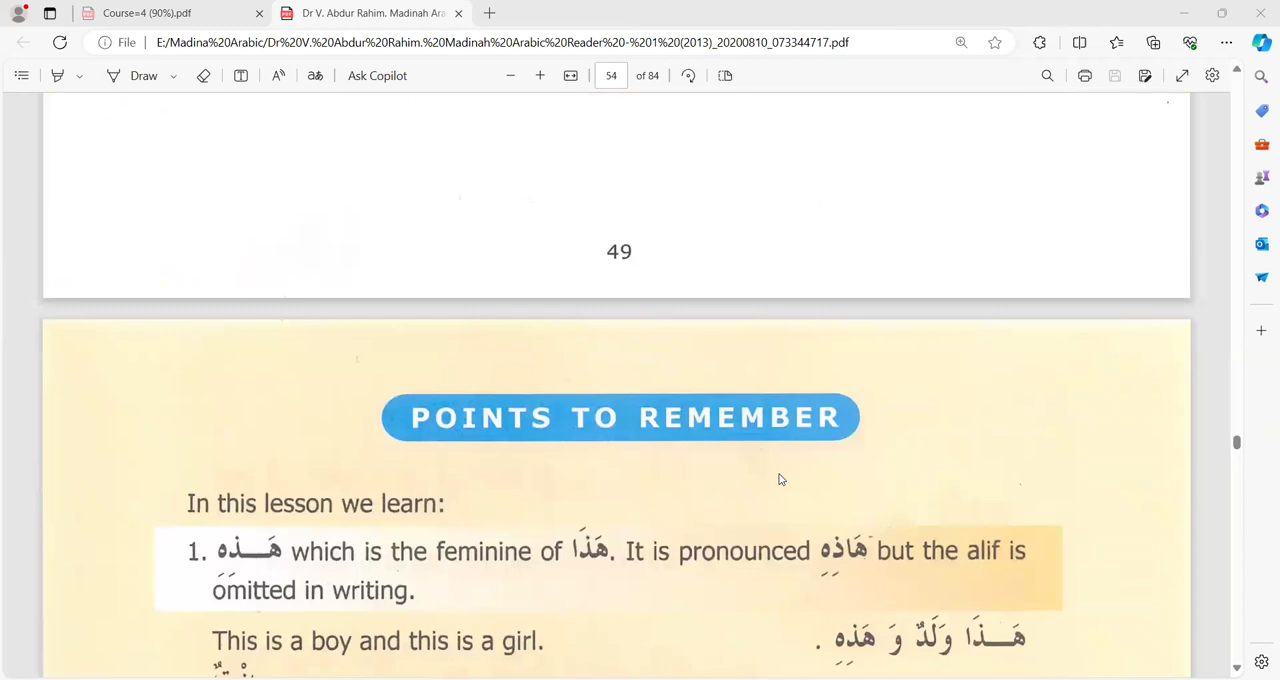 Course=4 (90%).pdf
Dr V. Abdur Rahim. Madinah Ara
File E:/Madina%20Arabic/Dr%20V.%20Abdur%20Rahim.%20Madinah%20Arabic%20Reader%20-%201%20(2013)_20200810_073344717.pdf
Draw Ask Copilot 54 of 84
49
POINTS TO REMEMBER
In this lesson we learn:
1. هَـــذِهِ which is the feminine of هَذَا. It is pronounced هَاذِهِ but the alif is
omitted in writing.
This is a boy and this is a girl. هَـــذَا وَلَدٌ وَ هَذِهِ .